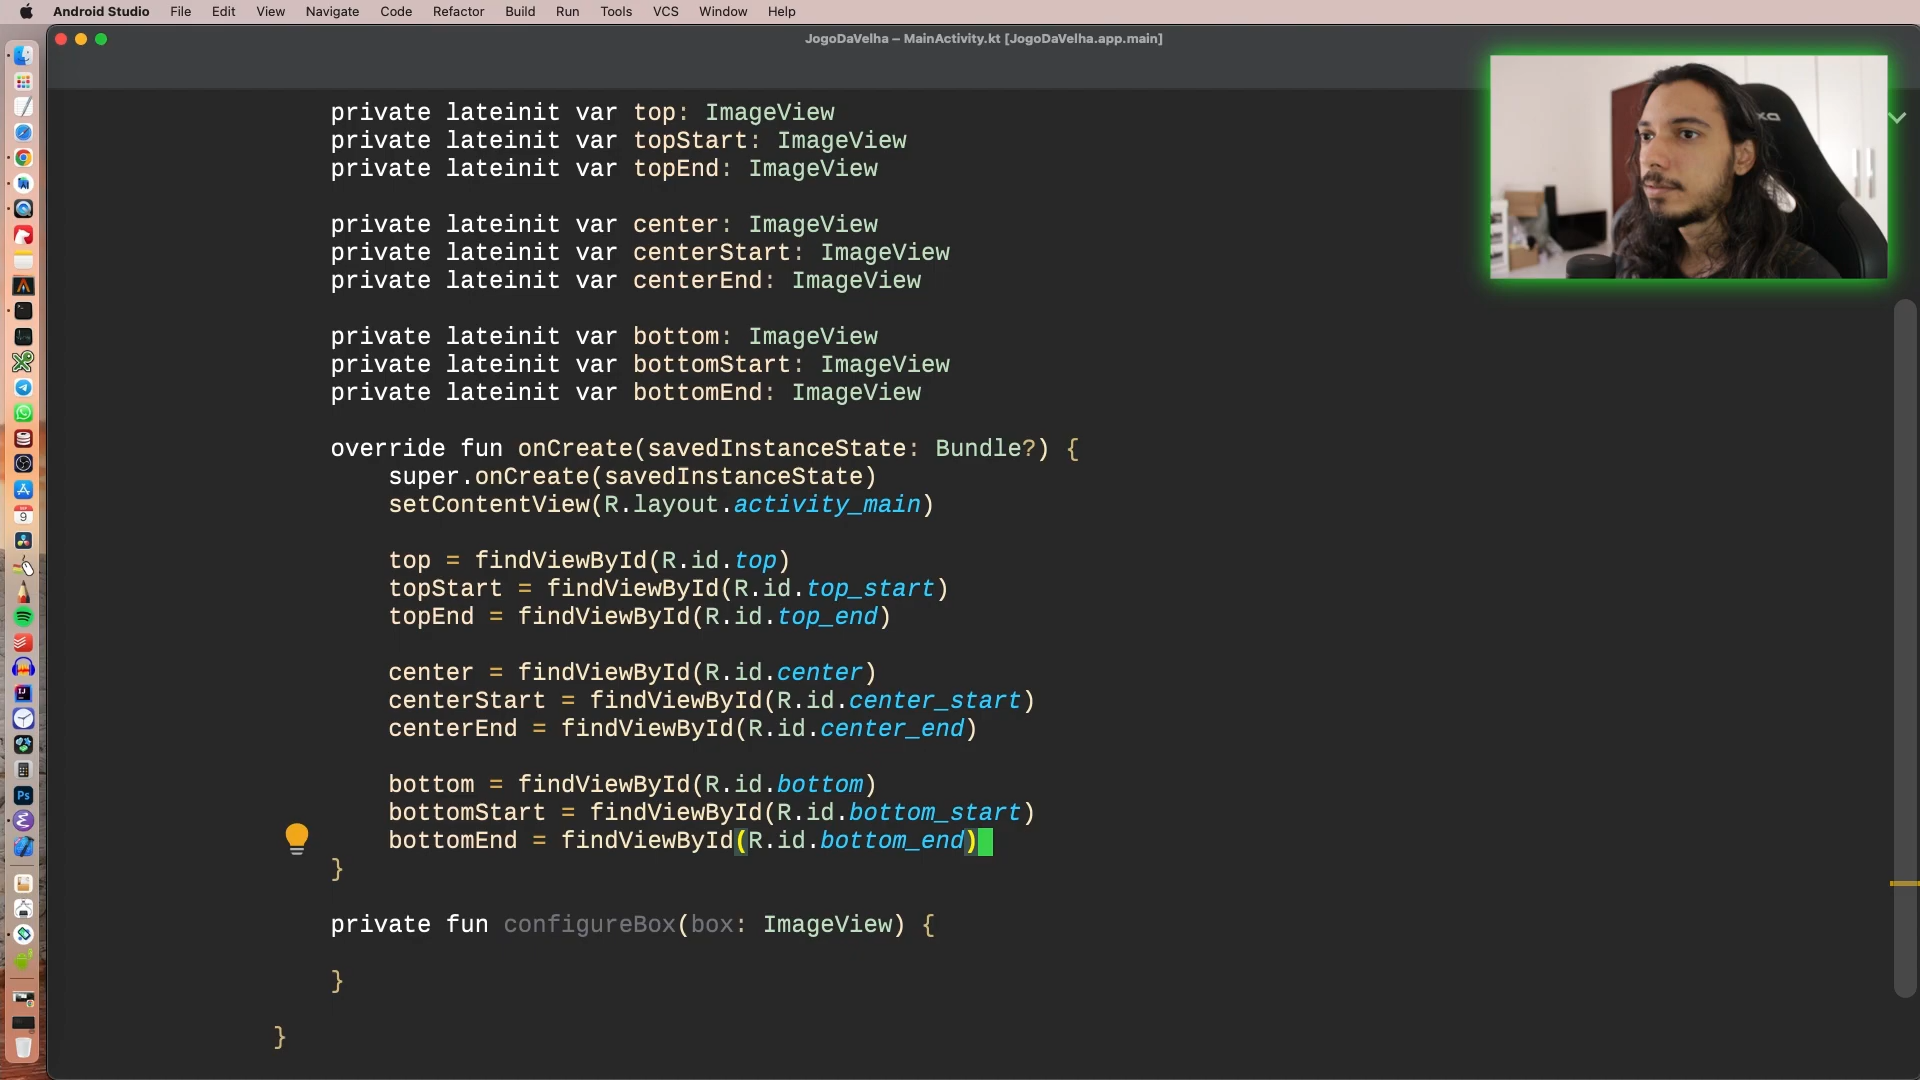 Android Studio File Edit View Navigate Code Refactor Build Run Tools VCS Window Help
JogoDaVelha – MainActivity.kt [JogoDaVelha.app.main]
private lateinit var top: ImageView
private lateinit var topStart: ImageView
private lateinit var topEnd: ImageView
private lateinit var center: ImageView
private lateinit var centerStart: ImageView
private lateinit var centerEnd: ImageView
private lateinit var bottom: ImageView
private lateinit var bottomStart: ImageView
private lateinit var bottomEnd: ImageView
override fun onCreate(savedInstanceState: Bundle?) {
super.onCreate(savedInstanceState)
setContentView(R.layout.activity_main)
top = findViewById(R.id.top)
topStart = findViewById(R.id.top_start)
topEnd = findViewById(R.id.top_end)
center = findViewById(R.id.center)
centerStart = findViewById(R.id.center_start)
centerEnd = findViewById(R.id.center_end)
bottom = findViewById(R.id.bottom)
bottomStart = findViewById(R.id.bottom_start)
bottomEnd = findViewById(R.id.bottom_end)
}
private fun configureBox(box: ImageView) {
}
}
9
Ps